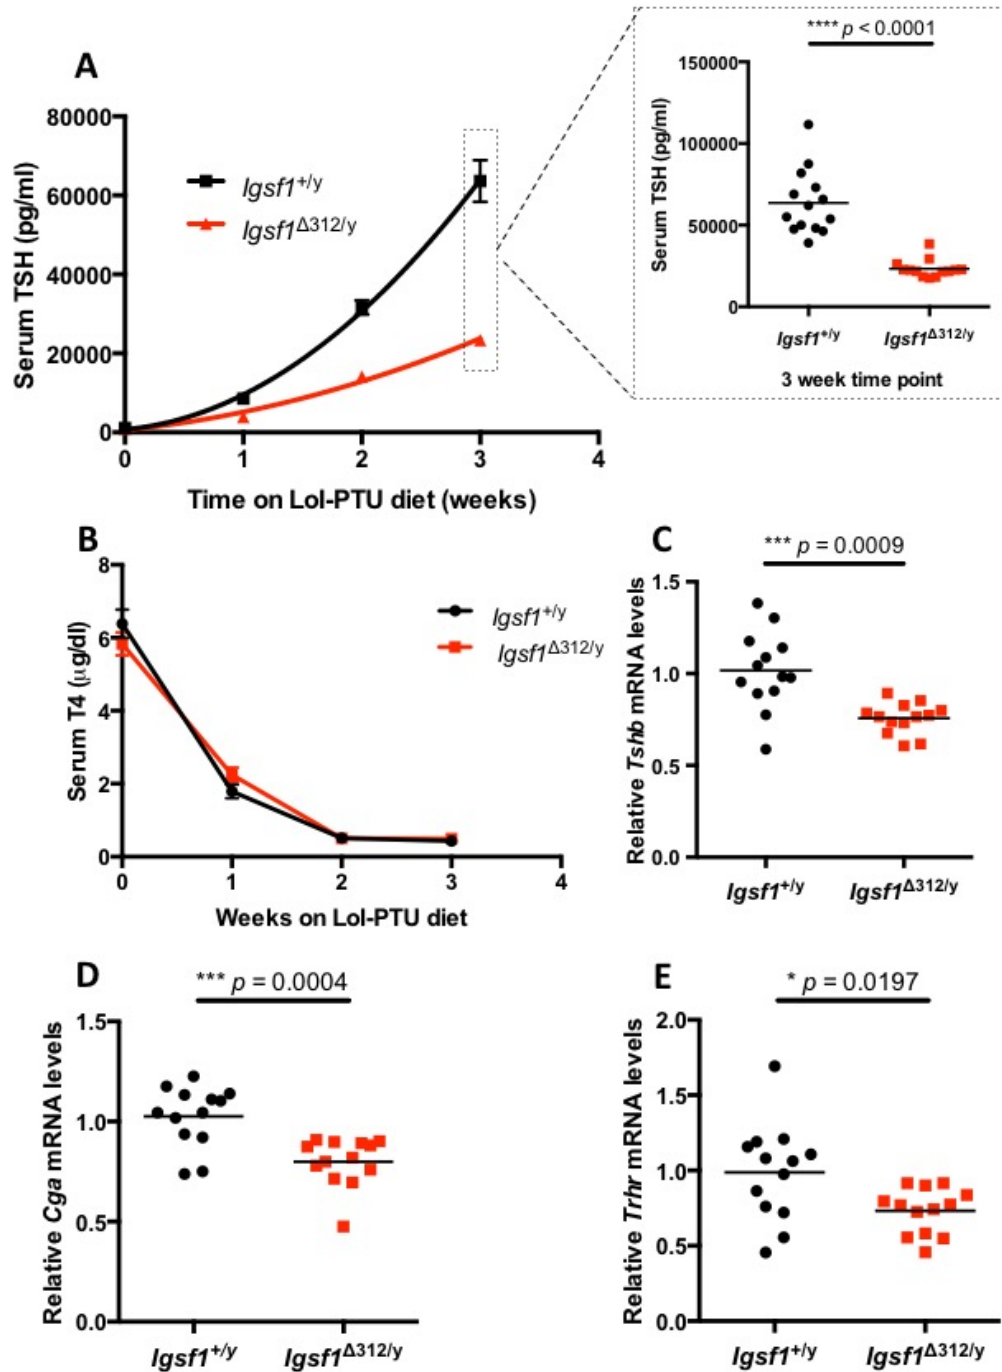 A
Serum TSH (pg/ml)
80000
60000
40000
20000
0
0 1 2 3 4
Time on LoI-PTU diet (weeks)
Igsf1+/y
Igsf1Δ312/y
**** p < 0.0001
Serum TSH (pg/ml)
150000
100000
50000
0
Igsf1+/y Igsf1Δ312/y
3 week time point
B
Serum T4 (μg/dl)
8
6
4
2
0
0 1 2 3 4
Weeks on LoI-PTU diet
Igsf1+/y
Igsf1Δ312/y
C
*** p = 0.0009
Relative Tshb mRNA levels
1.5
1.0
0.5
0.0
Igsf1+/y Igsf1Δ312/y
D
*** p = 0.0004
Relative Cga mRNA levels
1.5
1.0
0.5
0.0
Igsf1+/y Igsf1Δ312/y
E
* p = 0.0197
Relative Trhr mRNA levels
2.0
1.5
1.0
0.5
0.0
Igsf1+/y Igsf1Δ312/y